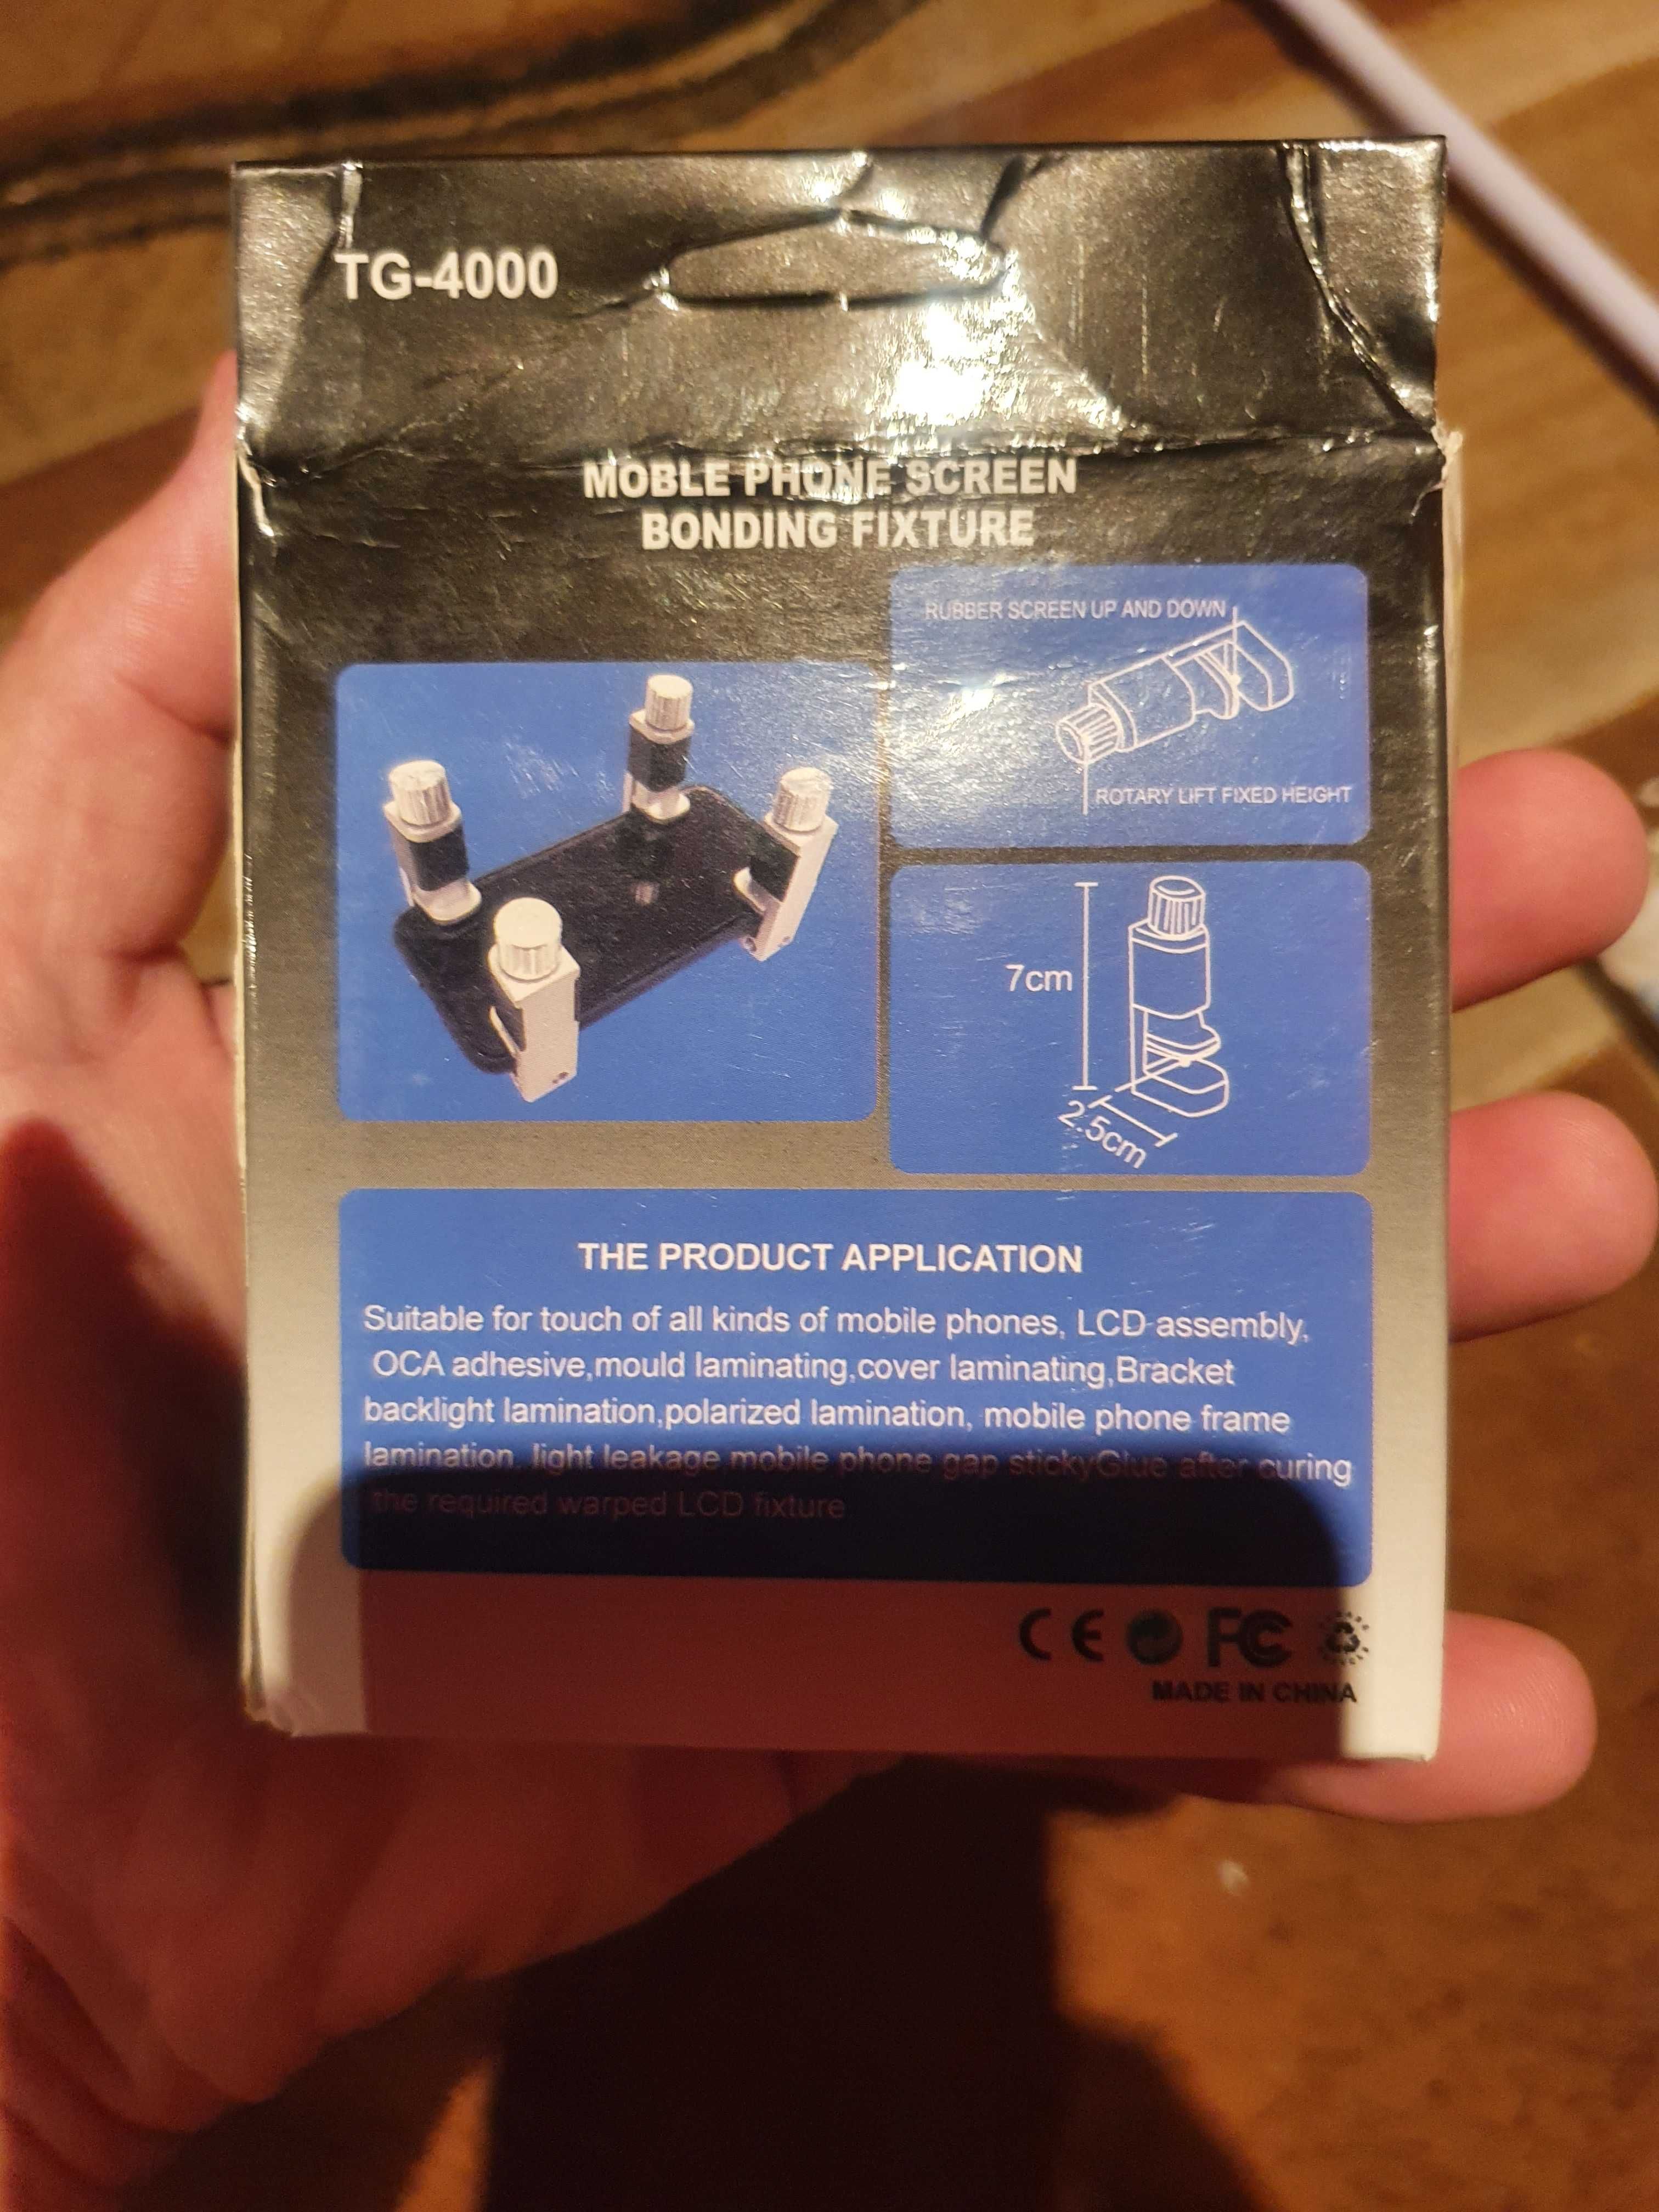 TG-4000
MOBLE PHONE SCREEN
BONDING FIXTURE
RUBBER SCREEN UP AND DOWN
ROTARY LIFT FIXED HEIGHT
7cm
2.5cm
THE PRODUCT APPLICATION
Suitable for touch of all kinds of mobile phones, LCD assembly,
OCA adhesive,mould laminating,cover laminating,Bracket
backlight lamination,polarized lamination, mobile phone frame
lamination, light leakage,mobile phone gap stickyGlue after curing
the required warped LCD fixture
CE FC
MADE IN CHINA